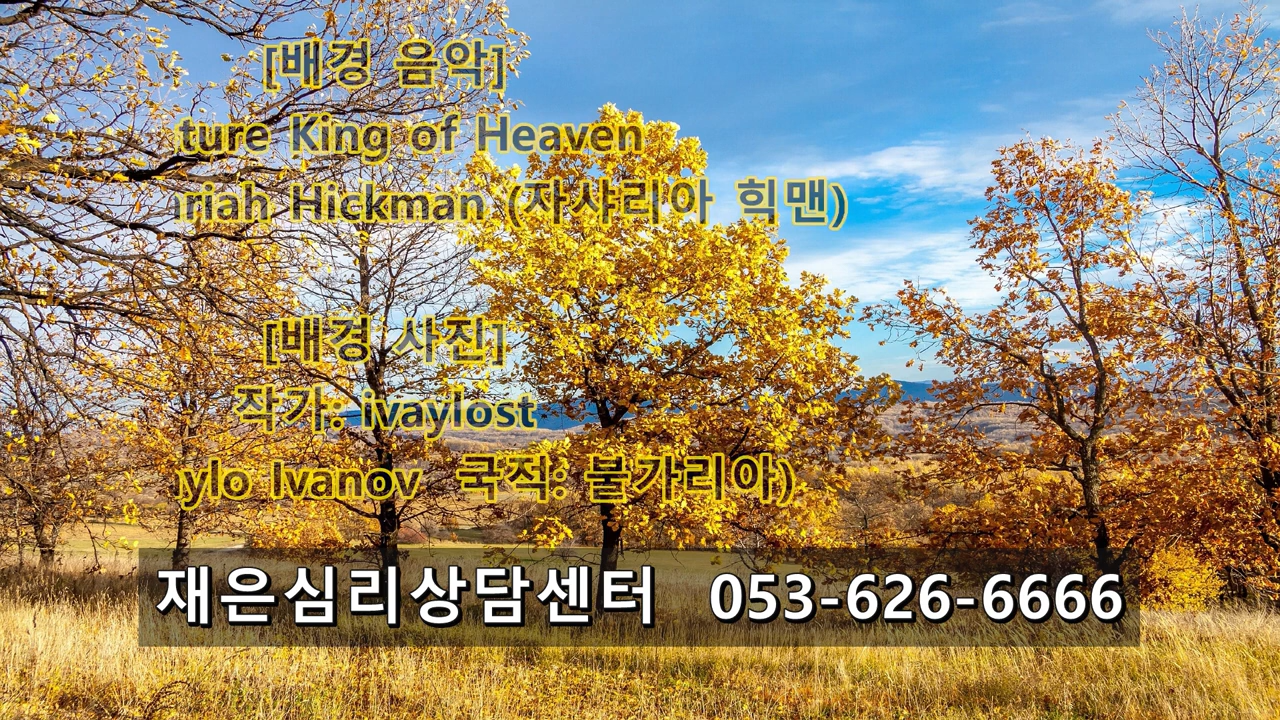 [배경 음악]
ture King of Heaven
riah Hickman (자샤리아 힉맨)
[배경 사진]
작가: ivaylost
ylo Ivanov 국적: 불가리아)
재은심리상담센터 053-626-6666